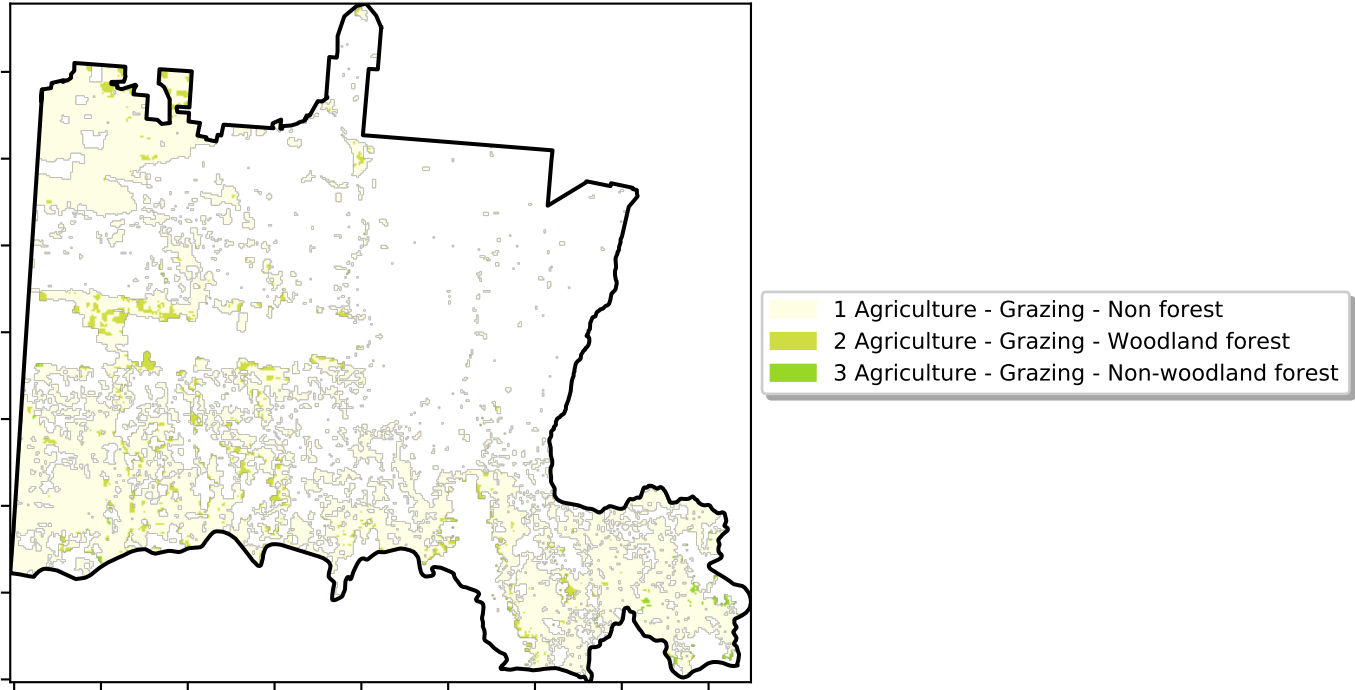 1 Agriculture - Grazing - Non forest
2 Agriculture - Grazing - Woodland forest
3 Agriculture - Grazing - Non-woodland forest